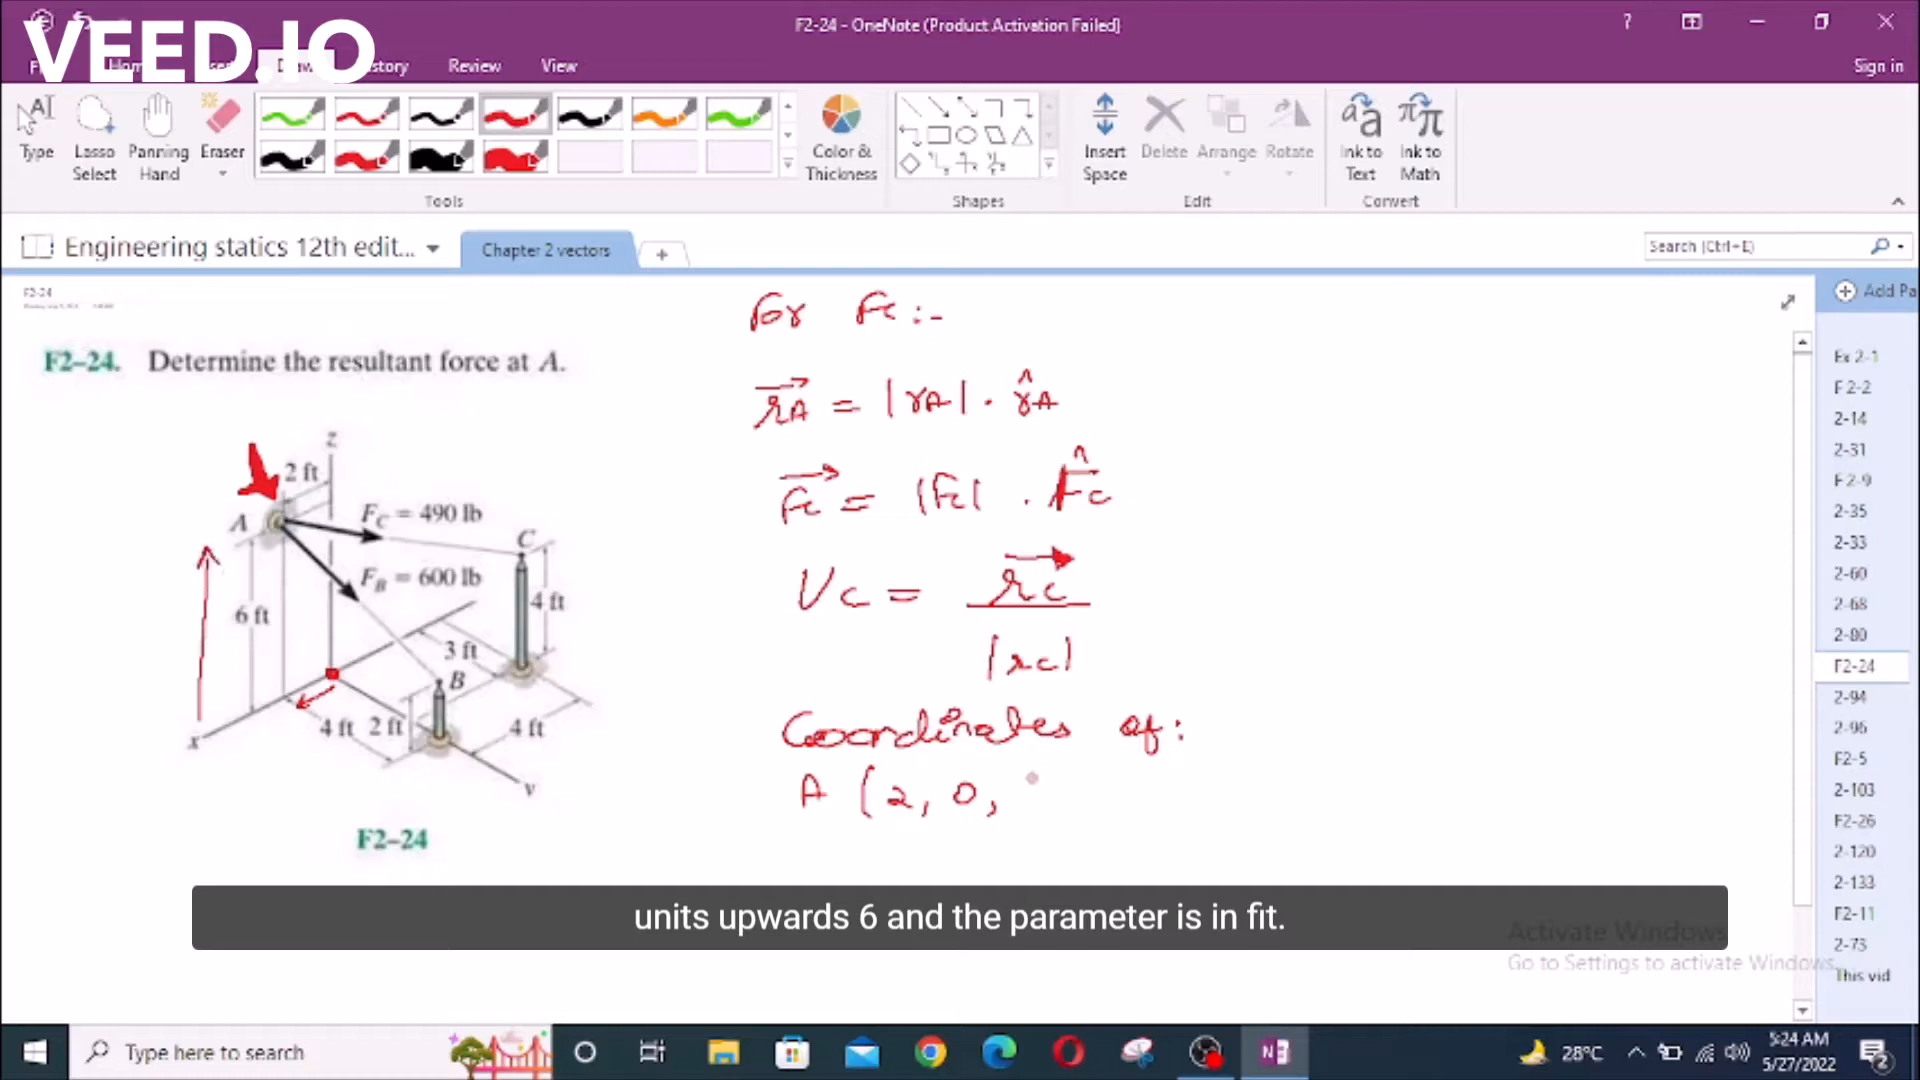 VEED.IO
F2-24 - OneNote (Product Activation Failed)
?
Review
View
Sign in
Type
Lasso Select
Panning Hand
Eraser
Color & Thickness
Insert Space
Delete
Arrange
Rotate
Ink to Text
Ink to Math
Tools
Shapes
Edit
Convert
Engineering statics 12th edit...
Chapter 2 vectors
Search (Ctrl+E)
F2-24
Add Pa
F2–24. Determine the resultant force at A.
z
2 ft
A
F_C = 490 lb
C
F_B = 600 lb
4 ft
6 ft
3 ft
B
4 ft
2 ft
4 ft
x
y
F2–24
For Fc :-
rA = |rA| . r̂A
Fc = |Fc| . F̂c
Uc = rc
|rc|
Coordinates of:
A (2, 0,
Ex 2-1
F 2-2
2-14
2-31
F 2-9
2-35
2-33
2-60
2-68
2-80
F2-24
2-94
2-96
F2-5
2-103
F2-26
2-120
2-133
F2-11
2-73
This vid
units upwards 6 and the parameter is in fit.
Activate Windows
Go to Settings to activate Windows.
Type here to search
28°C
5:24 AM
5/27/2022
2